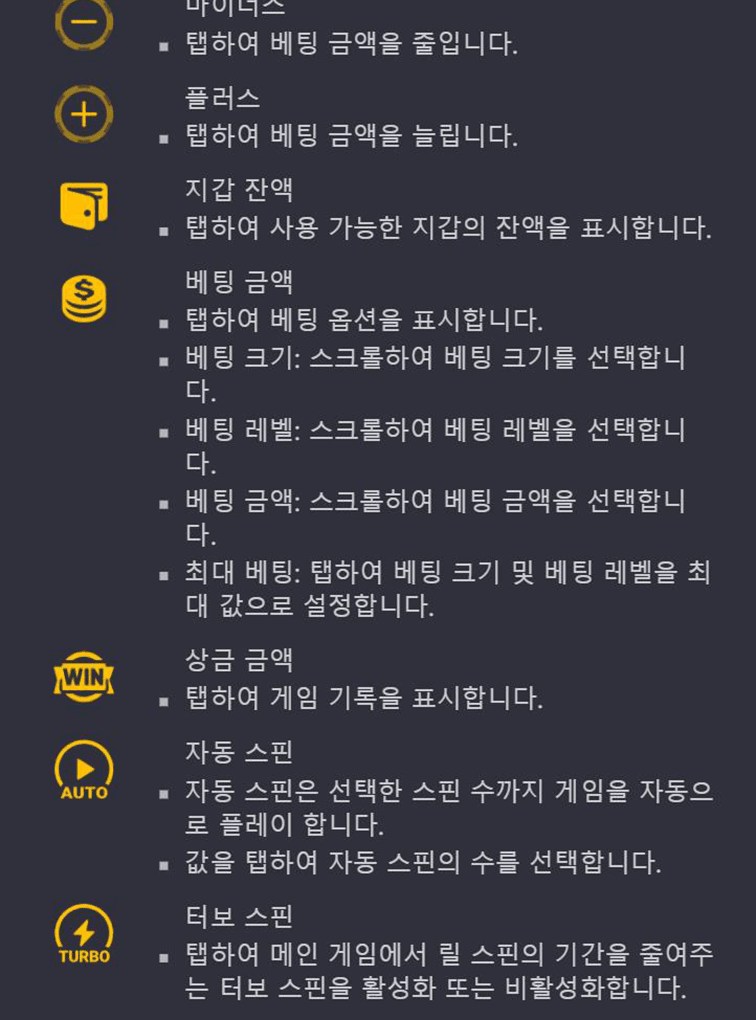 마이너스
탭하여 베팅 금액을 줄입니다.
플러스
탭하여 베팅 금액을 늘립니다.
지갑 잔액
탭하여 사용 가능한 지갑의 잔액을 표시합니다.
$
베팅 금액
탭하여 베팅 옵션을 표시합니다.
베팅 크기: 스크롤하여 베팅 크기를 선택합니
다.
베팅 레벨: 스크롤하여 베팅 레벨을 선택합니
다.
베팅 금액: 스크롤하여 베팅 금액을 선택합니
다.
최대 베팅: 탭하여 베팅 크기 및 베팅 레벨을 최
대 값으로 설정합니다.
WIN
상금 금액
탭하여 게임 기록을 표시합니다.
AUTO
자동 스핀
자동 스핀은 선택한 스핀 수까지 게임을 자동으
로 플레이 합니다.
값을 탭하여 자동 스핀의 수를 선택합니다.
TURBO
터보 스핀
탭하여 메인 게임에서 릴 스핀의 기간을 줄여주
는 터보 스핀을 활성화 또는 비활성화합니다.